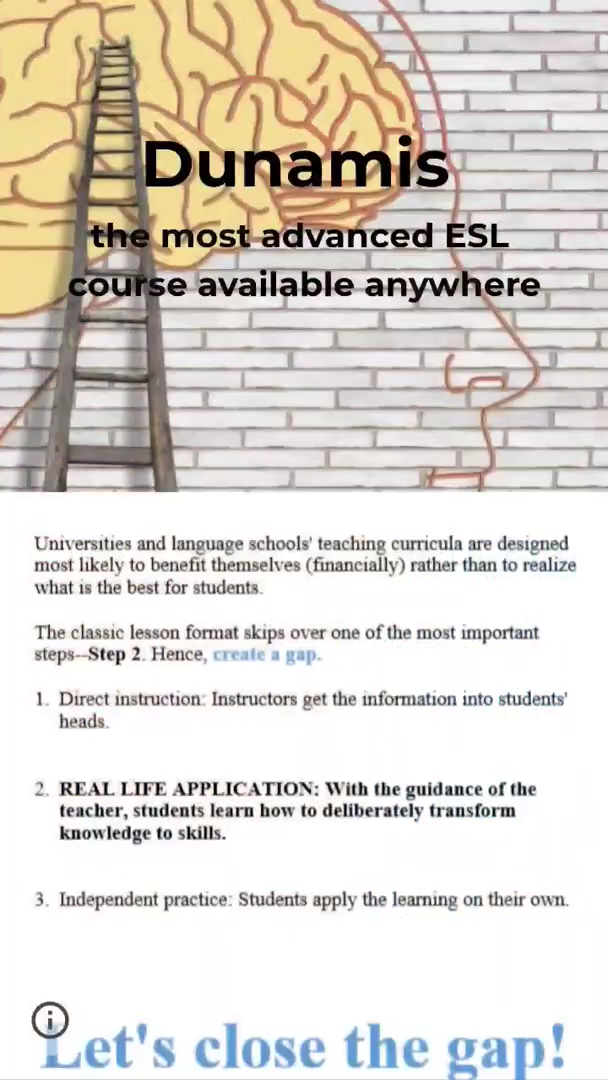 Dunamis
the most advanced ESL
course available anywhere
Universities and language schools' teaching curricula are designed
most likely to benefit themselves (financially) rather than to realize
what is the best for students.
The classic lesson format skips over one of the most important
steps--Step 2. Hence, create a gap.
1. Direct instruction: Instructors get the information into students'
heads.
2. REAL LIFE APPLICATION: With the guidance of the
teacher, students learn how to deliberately transform
knowledge to skills.
3. Independent practice: Students apply the learning on their own.
Let's close the gap!